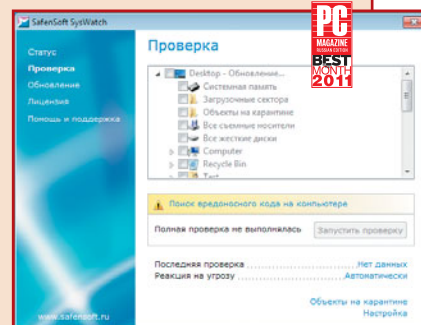 SafenSoft SysWatch
PC
MAGAZINE
RUSSIAN EDITION
BEST
MONTH
2011
Статус
Проверка
Обновление
Лицензия
Помощь и поддержка
www.safensoft.ru
Проверка
Desktop - Обновление...
Системная память
Загрузочные сектора
Объекты на карантине
Все съемные носители
Все жесткие диски
Computer
Recycle Bin
Test
Поиск вредоносного кода на компьютере
Полная проверка не выполнялась
Запустить проверку
Последняя проверка Нет данных
Реакция на угрозу Автоматически
Объекты на карантине
Настройка